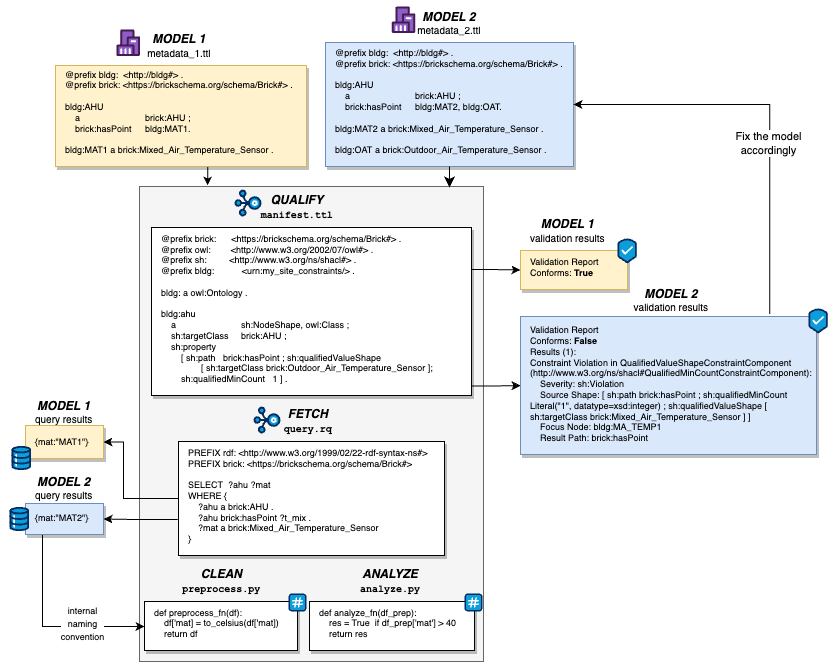 MODEL 1
metadata_1.ttl
@prefix bldg: <http://bldg#> .
@prefix brick: <https://brickschema.org/schema/Brick#> .
bldg:AHU
a brick:AHU ;
brick:hasPoint bldg:MAT1.
bldg:MAT1 a brick:Mixed_Air_Temperature_Sensor .
MODEL 2
metadata_2.ttl
@prefix bldg: <http://bldg#> .
@prefix brick: <https://brickschema.org/schema/Brick#> .
bldg:AHU
a brick:AHU ;
brick:hasPoint bldg:MAT2, bldg:OAT.
bldg:MAT2 a brick:Mixed_Air_Temperature_Sensor .
bldg:OAT a brick:Outdoor_Air_Temperature_Sensor .
Fix the model
accordingly
QUALIFY
manifest.ttl
@prefix brick: <https://brickschema.org/schema/Brick#> .
@prefix owl: <http://www.w3.org/2002/07/owl#> .
@prefix sh: <http://www.w3.org/ns/shacl#> .
@prefix bldg: <urn:my_site_constraints/> .
bldg: a owl:Ontology .
bldg:ahu
a sh:NodeShape, owl:Class ;
sh:targetClass brick:AHU ;
sh:property
[ sh:path brick:hasPoint ; sh:qualifiedValueShape
[ sh:targetClass brick:Outdoor_Air_Temperature_Sensor ];
sh:qualifiedMinCount 1 ] .
MODEL 1
validation results
Validation Report
Conforms: True
MODEL 2
validation results
Validation Report
Conforms: False
Results (1):
Constraint Violation in QualifiedValueShapeConstraintComponent
(http://www.w3.org/ns/shacl#QualifiedMinCountConstraintComponent):
Severity: sh:Violation
Source Shape: [ sh:path brick:hasPoint ; sh:qualifiedMinCount
Literal("1", datatype=xsd:integer) ; sh:qualifiedValueShape [
sh:targetClass brick:Mixed_Air_Temperature_Sensor ] ]
Focus Node: bldg:MA_TEMP1
Result Path: brick:hasPoint
FETCH
query.rq
PREFIX rdf: <http://www.w3.org/1999/02/22-rdf-syntax-ns#>
PREFIX brick: <https://brickschema.org/schema/Brick#>
SELECT ?ahu ?mat
WHERE {
?ahu a brick:AHU .
?ahu brick:hasPoint ?t_mix .
?mat a brick:Mixed_Air_Temperature_Sensor
}
MODEL 1
query results
{mat:"MAT1"}
MODEL 2
query results
{mat:"MAT2"}
internal
naming
convention
CLEAN
preprocess.py
def preprocess_fn(df):
df['mat'] = to_celsius(df['mat'])
return df
ANALYZE
analyze.py
def analyze_fn(df_prep):
res = True if df_prep['mat'] > 40
return res